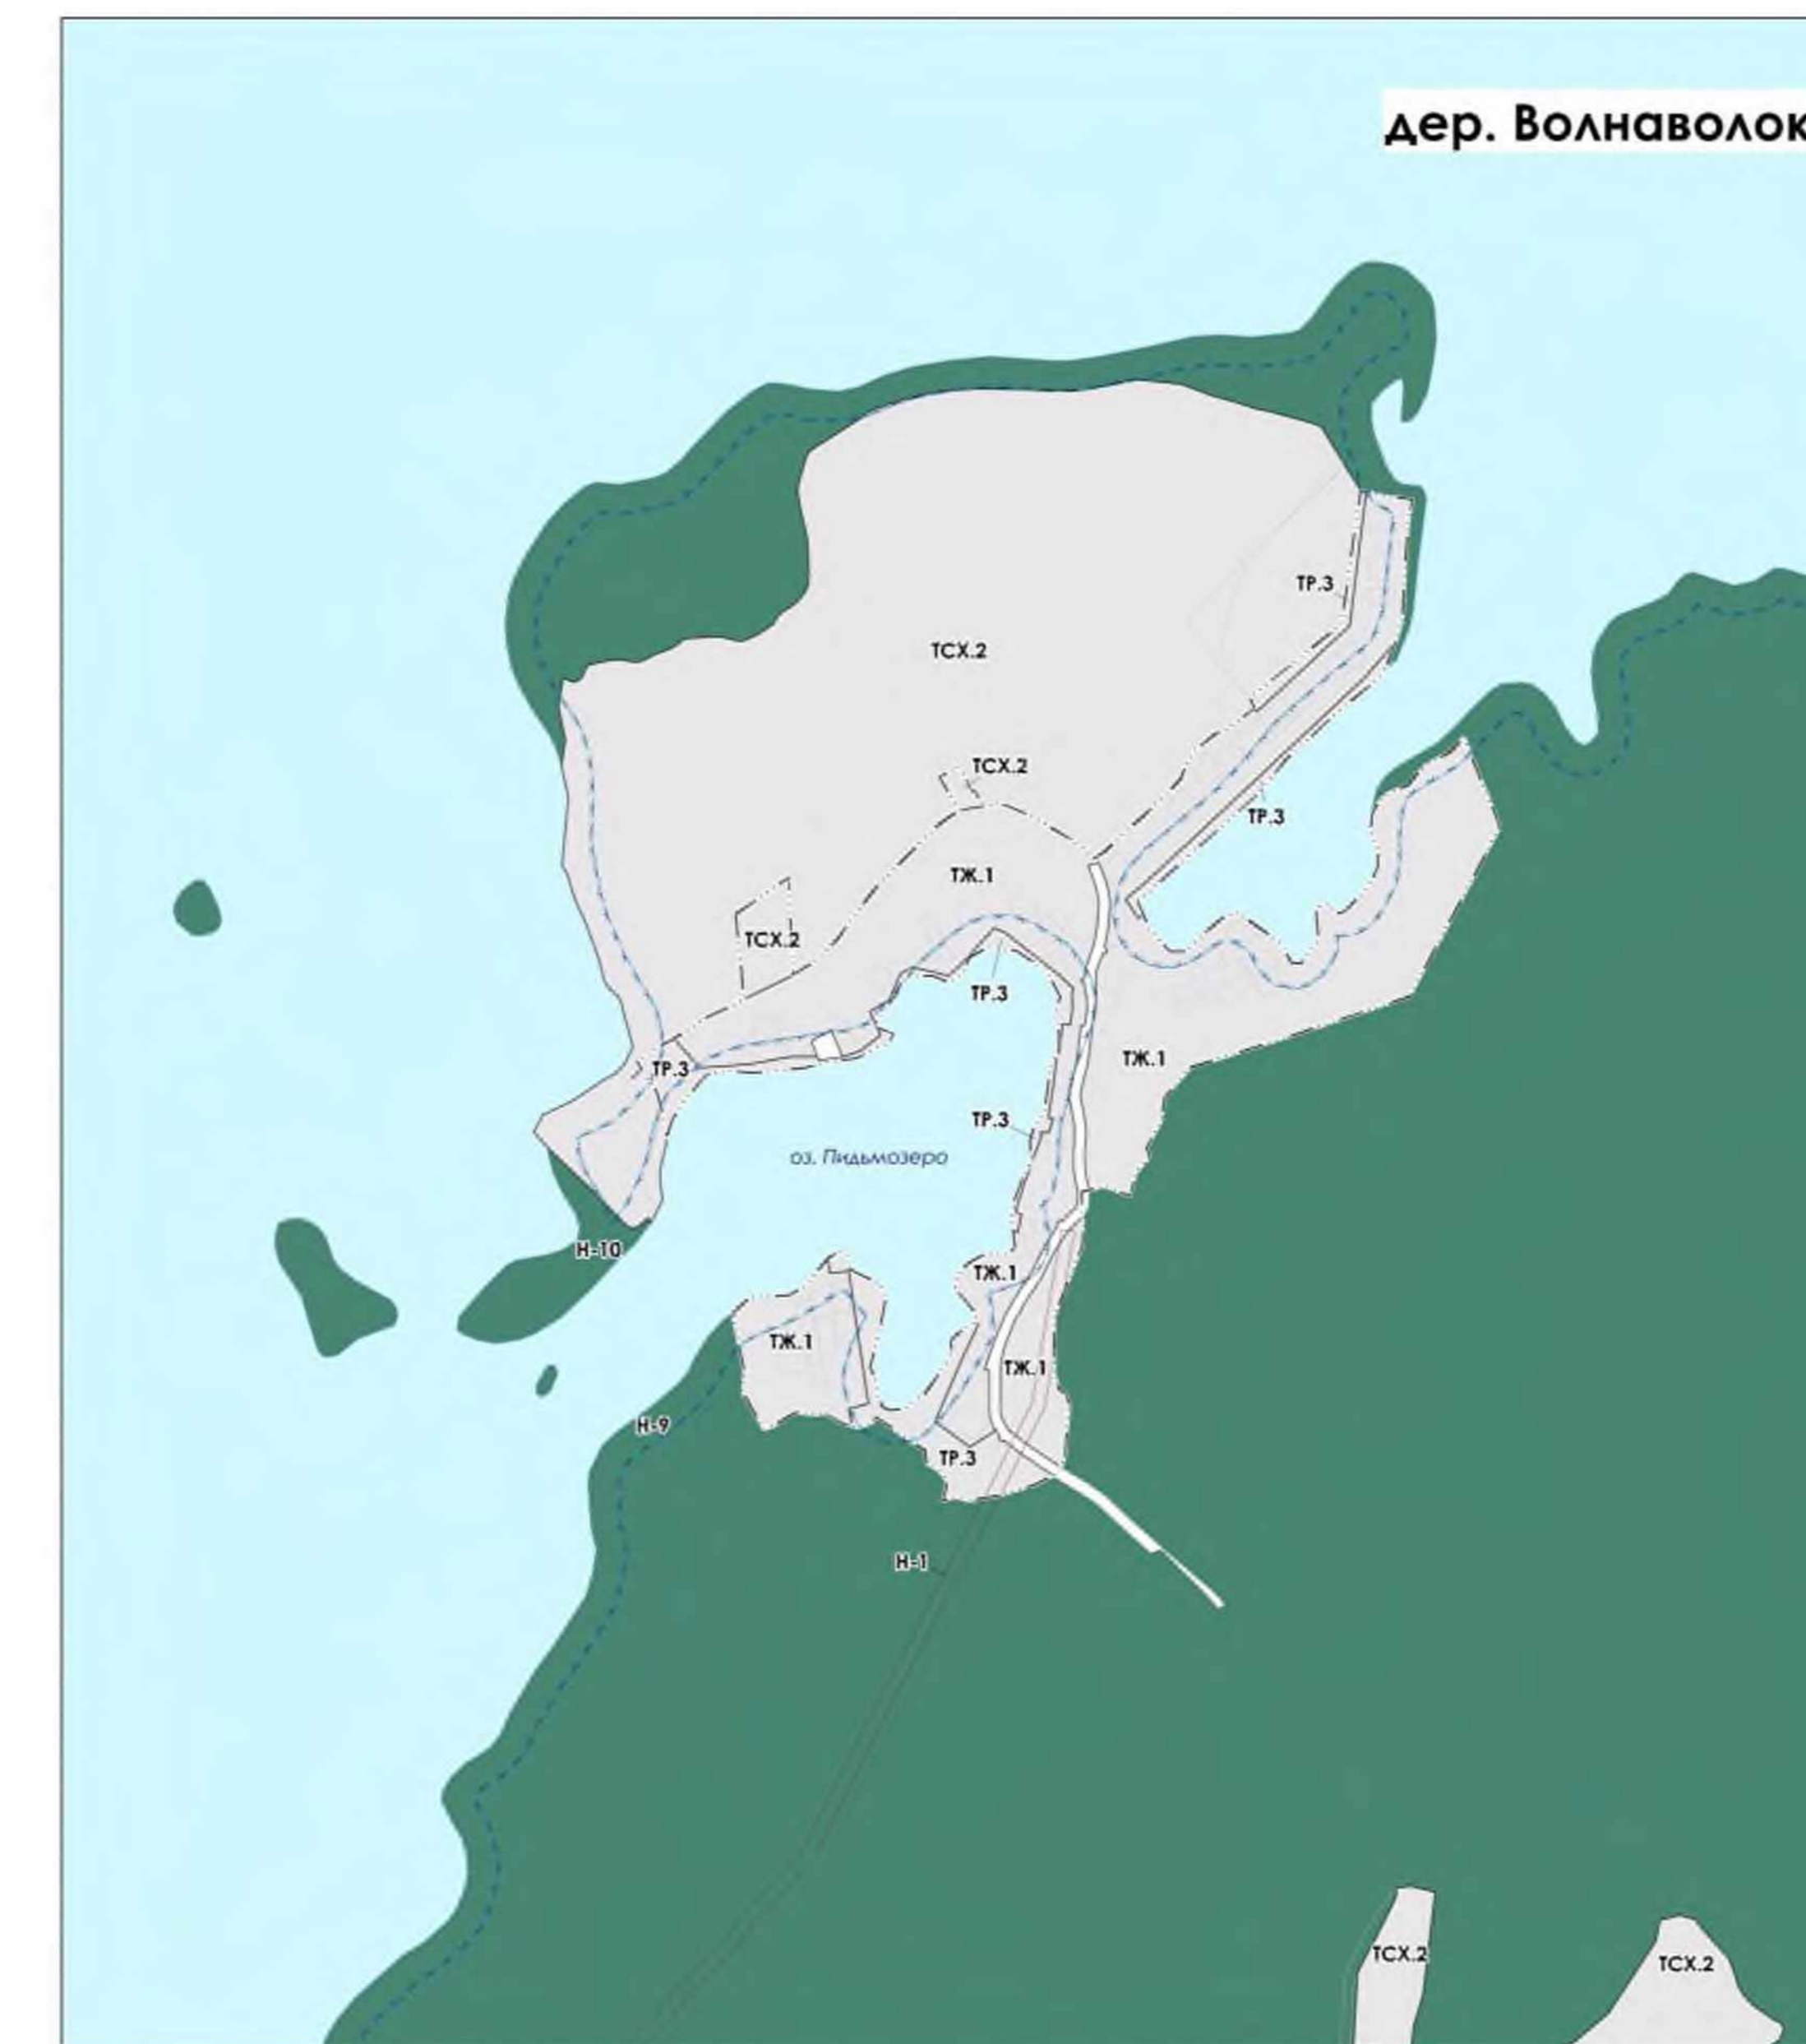 дер. Волнаволок
ТР.3
ТСХ.2
ТСХ.2
ТР.3
ТЖ.1
ТСХ.2
ТР.3
ТЖ.1
ТР.3
ТР.3
оз. Пидьмозеро
Н-10
ТЖ.1
ТЖ.1
ТЖ.1
Н-9
ТР.3
Н-1
ТСХ.2
ТСХ.2